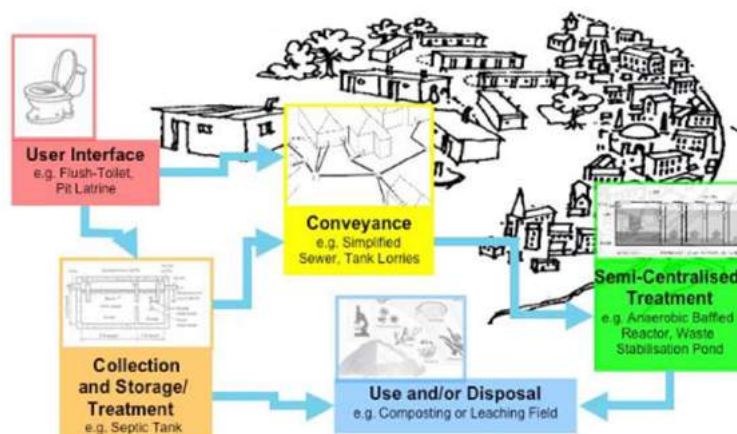 User Interface
e.g. Flush-Toilet,
Pit Latrine
Conveyance
e.g. Simplified
Sewer, Tank Lorries
Semi-Centralised
Treatment
e.g. Anaerobic Baffled
Reactor, Waste
Stabilisation Pond
Collection
and Storage/
Treatment
e.g. Septic Tank
Use and/or Disposal
e.g. Composting or Leaching Field